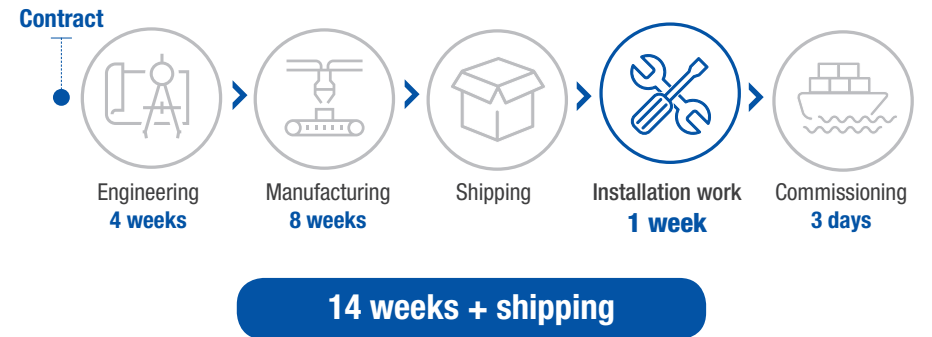 Contract
Engineering
4 weeks
Manufacturing
8 weeks
Shipping
Installation work
1 week
Commissioning
3 days
14 weeks + shipping